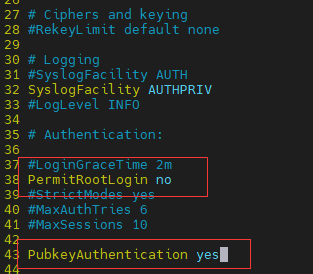 26
27 # Ciphers and keying
28 #RekeyLimit default none
29
30 # Logging
31 #SyslogFacility AUTH
32 SyslogFacility AUTHPRIV
33 #LogLevel INFO
34
35 # Authentication:
36
37 #LoginGraceTime 2m
38 PermitRootLogin no
39 #StrictModes yes
40 #MaxAuthTries 6
41 #MaxSessions 10
42
43 PubkeyAuthentication yes
44